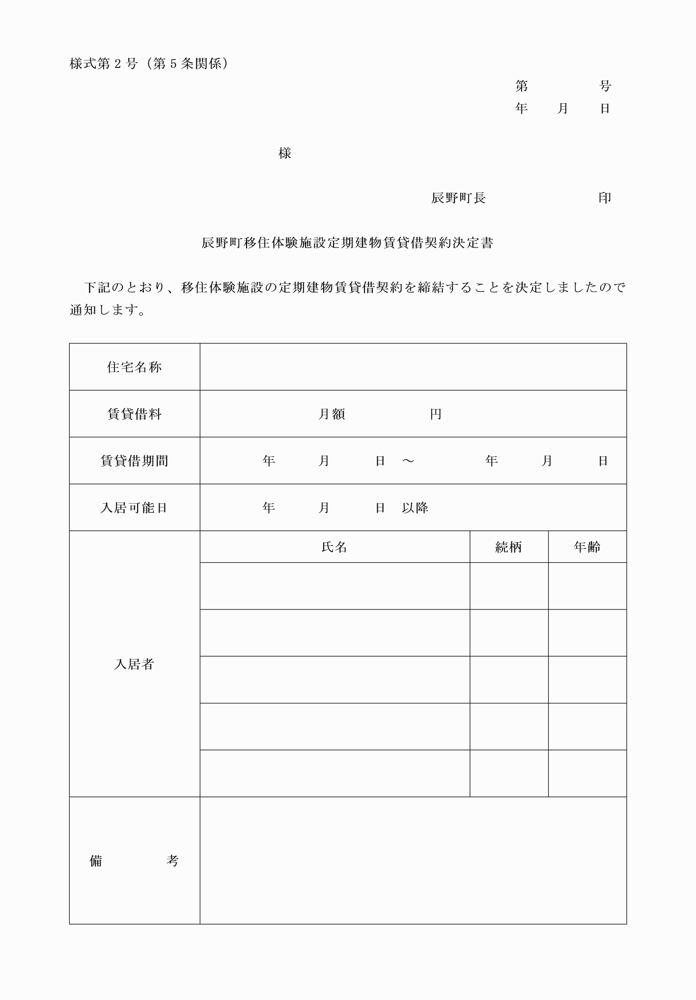 様式第２号（第５条関係）
第　　　　　号
年　　月　　日
様
辰野町長　　　　　　　　印
辰野町移住体験施設定期建物賃貸借契約決定書
下記のとおり、移住体験施設の定期建物賃貸借契約を締結することを決定しましたので
通知します。
住宅名称
賃貸借料　月額　　　　　　円
賃貸借期間　年　　　月　　　日　～　　　　　年　　　月　　　日
入居可能日　年　　　月　　　日　以降
氏名　続柄　年齢
入居者
備　　　　考